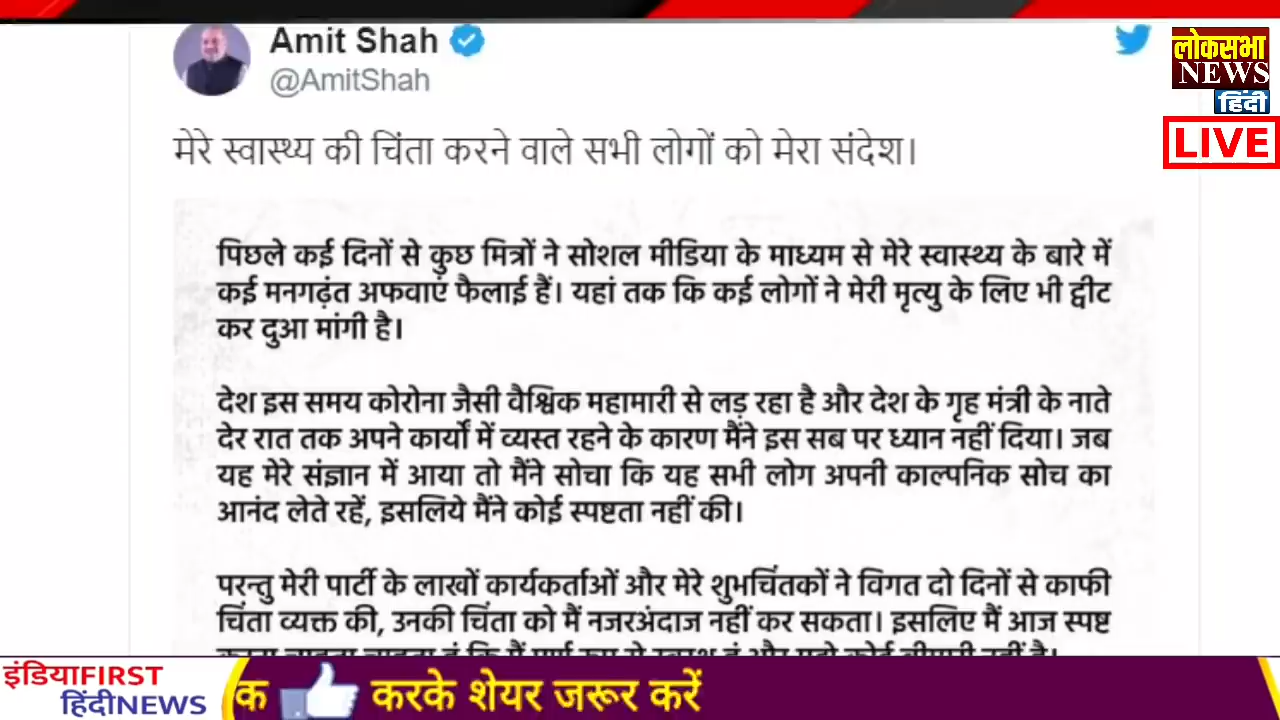 Amit Shah
@AmitShah
लोकसभा
NEWS
हिंदी
LIVE
मेरे स्वास्थ्य की चिंता करने वाले सभी लोगों को मेरा संदेश।
पिछले कई दिनों से कुछ मित्रों ने सोशल मीडिया के माध्यम से मेरे स्वास्थ्य के बारे में
कई मनगढ़ंत अफवाएं फैलाई हैं। यहां तक कि कई लोगों ने मेरी मृत्यु के लिए भी ट्वीट
कर दुआ मांगी है।
देश इस समय कोरोना जैसी वैश्विक महामारी से लड़ रहा है और देश के गृह मंत्री के नाते
देर रात तक अपने कार्यों में व्यस्त रहने के कारण मैंने इस सब पर ध्यान नहीं दिया। जब
यह मेरे संज्ञान में आया तो मैंने सोचा कि यह सभी लोग अपनी काल्पनिक सोच का
आनंद लेते रहें, इसलिये मैंने कोई स्पष्टता नहीं की।
परन्तु मेरी पार्टी के लाखों कार्यकर्ताओं और मेरे शुभचिंतकों ने विगत दो दिनों से काफी
चिंता व्यक्त की, उनकी चिंता को मैं नजरअंदाज नहीं कर सकता। इसलिए मैं आज स्पष्ट
इंडियाFIRST
हिंदीNEWS
क करके शेयर जरूर करें